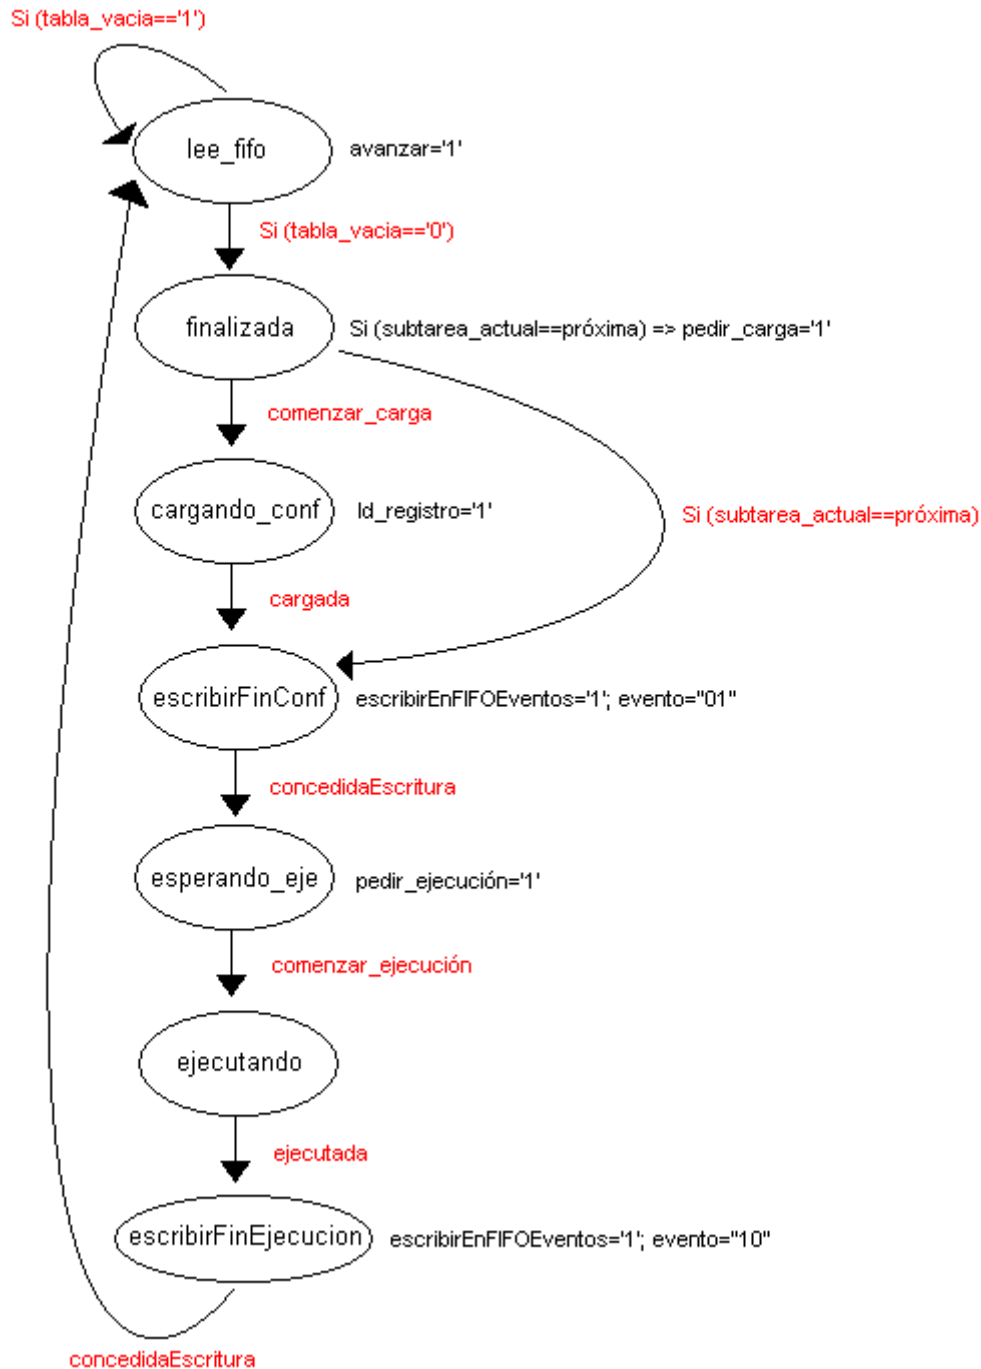 Si (tabla_vacia=='1')
lee_fifo
avanzar='1'
Si (tabla_vacia=='0')
finalizada
Si (subtarea_actual==próxima) => pedir_carga='1'
comenzar_carga
cargando_conf
ld_registro='1'
Si (subtarea_actual==próxima)
cargada
escribirFinConf
escribirEnFIFOEventos='1'; evento="01"
concedidaEscritura
esperando_eje
pedir_ejecución='1'
comenzar_ejecución
ejecutando
ejecutada
escribirFinEjecucion
escribirEnFIFOEventos='1'; evento="10"
concedidaEscritura